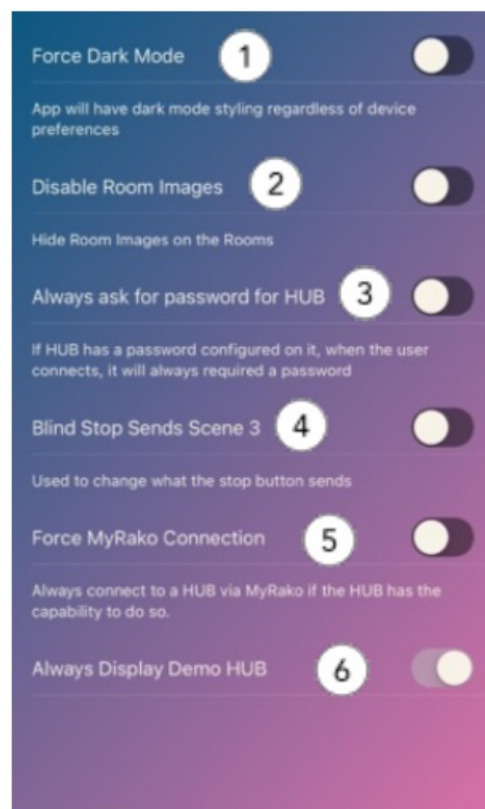 Force Dark Mode 1
App will have dark mode styling regardless of device
preferences
Disable Room Images 2
Hide Room Images on the Rooms
Always ask for password for HUB 3
If HUB has a password configured on it, when the user
connects, it will always required a password
Blind Stop Sends Scene 3 4
Used to change what the stop button sends
Force MyRako Connection 5
Always connect to a HUB via MyRako if the HUB has the
capability to do so.
Always Display Demo HUB 6